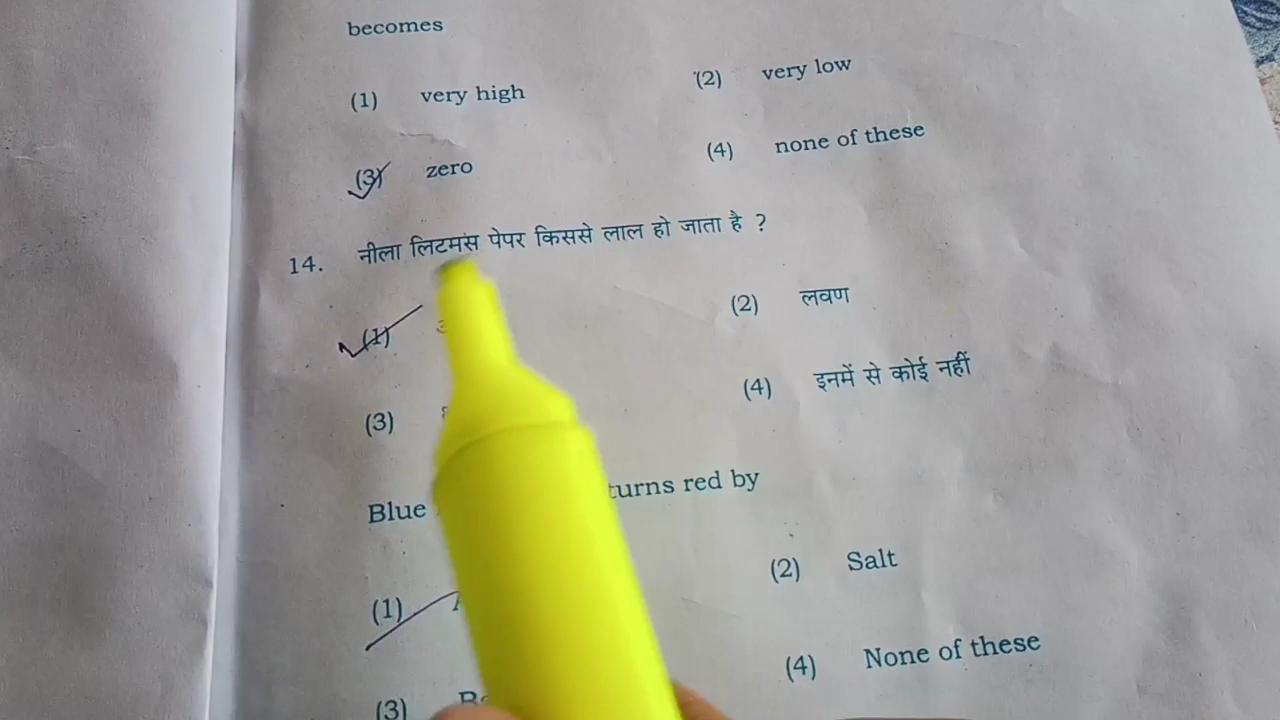 becomes
(1) very high (2) very low
(3) zero (4) none of these
14. नीला लिटमस पेपर किससे लाल हो जाता है ?
(1) (2) लवण
(3) (4) इनमें से कोई नहीं
Blue turns red by
(1) (2) Salt
(3) (4) None of these